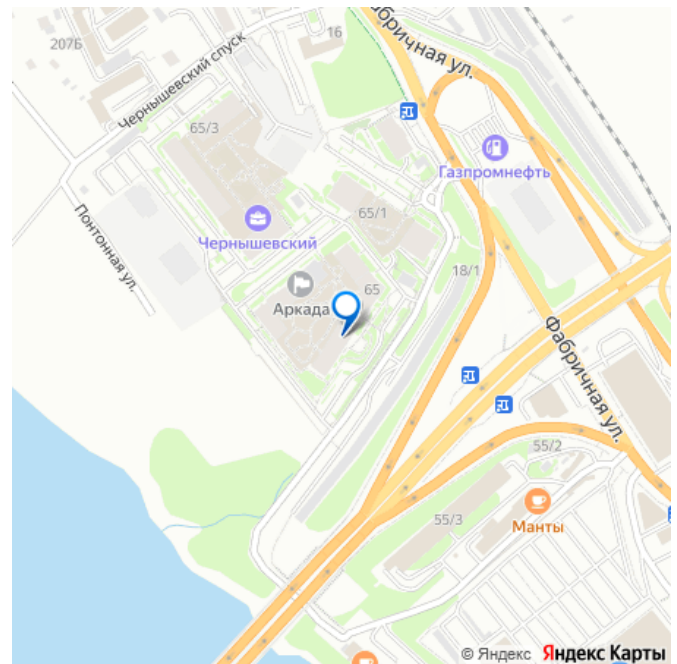 207Б
Чернышевский спуск
16
Фабричная ул.
65/3
Газпромнефть
Понтонная ул.
65/1
Чернышевский
18/1
65
Аркада
Фабричная ул.
55/2
55/3
Манты
© Яндекс Яндекс Карты